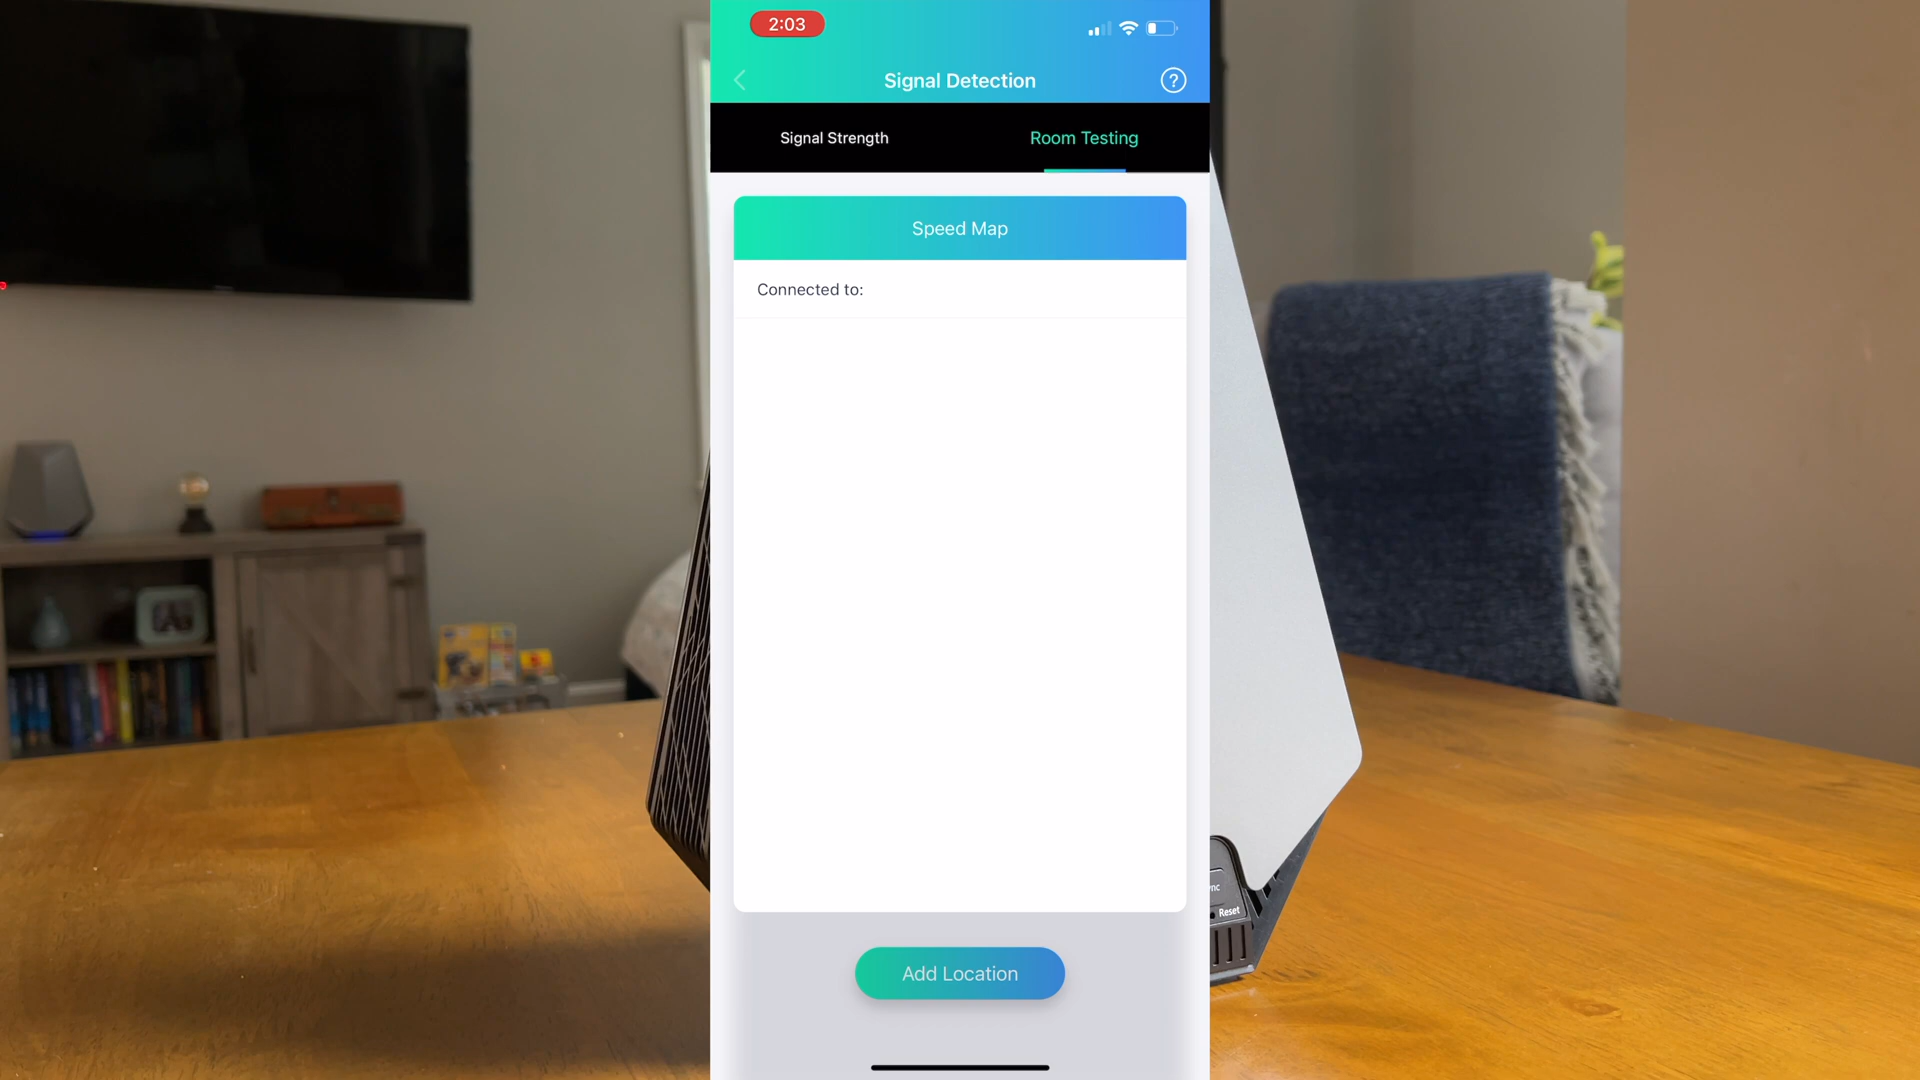 2:03
Signal Detection
?
Signal Strength
Room Testing
Speed Map
Connected to:
Add Location
Reset